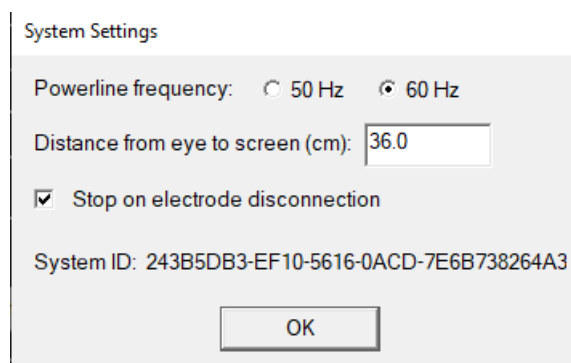 System Settings
Powerline frequency: 50 Hz 60 Hz
Distance from eye to screen (cm): 36.0
Stop on electrode disconnection
System ID: 243B5DB3-EF10-5616-0ACD-7E6B738264A3
OK